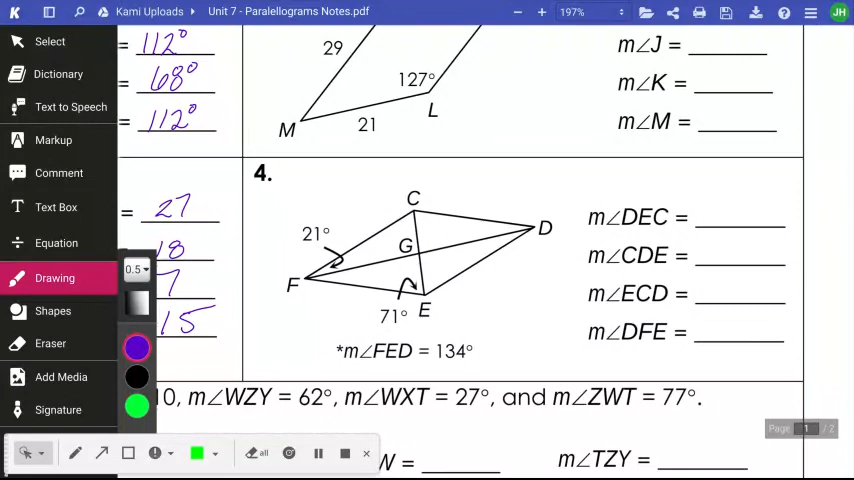 Kami Uploads ▸ Unit 7 - Paralellograms Notes.pdf 197% JH
Select
Dictionary
Text to Speech
Markup
Comment
Text Box
Equation
Drawing
Shapes
Eraser
Add Media
Signature
0.5
= 112°
= 68°
= 112°
= 27
18
7
15
29
127°
M
21
L
m∠J =
m∠K =
m∠M =
4.
C
D
21°
G
F
71°
E
*m∠FED = 134°
m∠DEC =
m∠CDE =
m∠ECD =
m∠DFE =
10, m∠WZY = 62°, m∠WXT = 27°, and m∠ZWT = 77°.
Page 1 / 2
all
W =
m∠TZY =